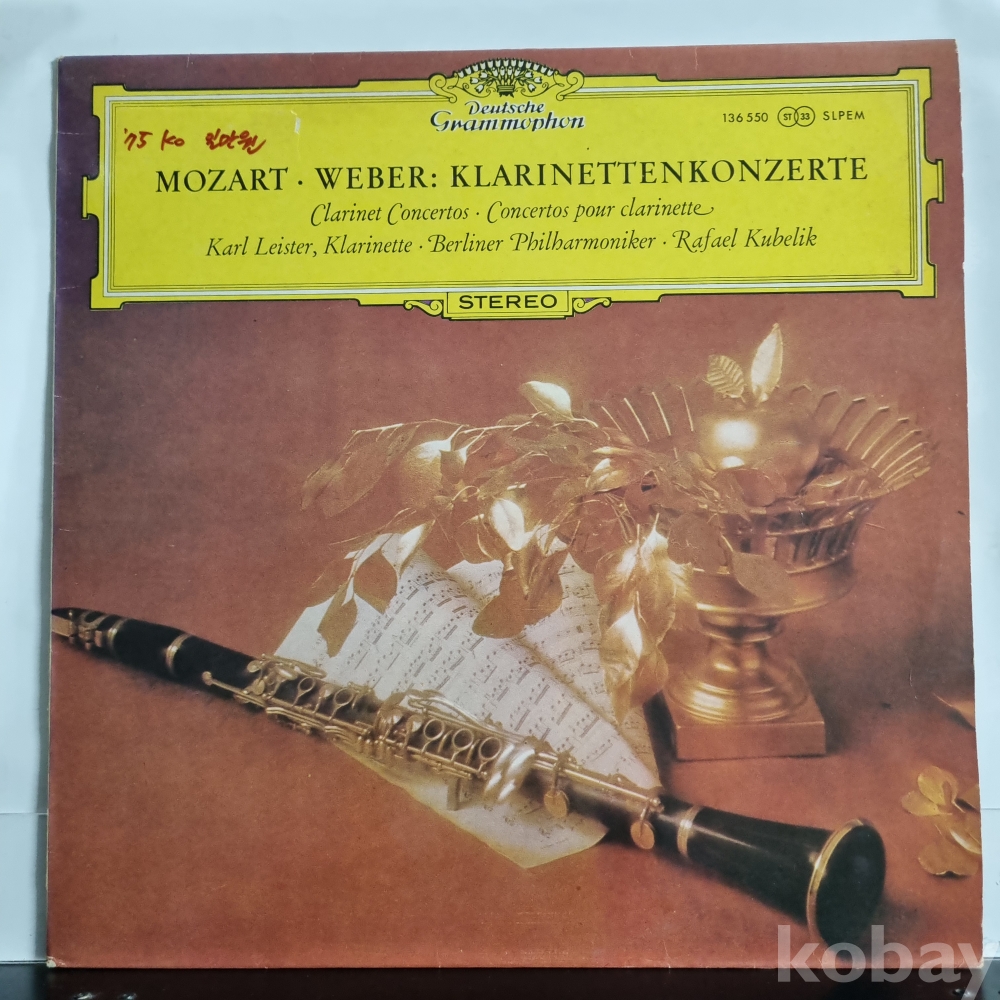 Deutsche
Grammophon
136 550 ST 33 SLPEM
'75 KO
MOZART · WEBER: KLARINETTENKONZERTE
Clarinet Concertos · Concertos pour clarinette
Karl Leister, Klarinette · Berliner Philharmoniker · Rafael Kubelik
STEREO
kobay